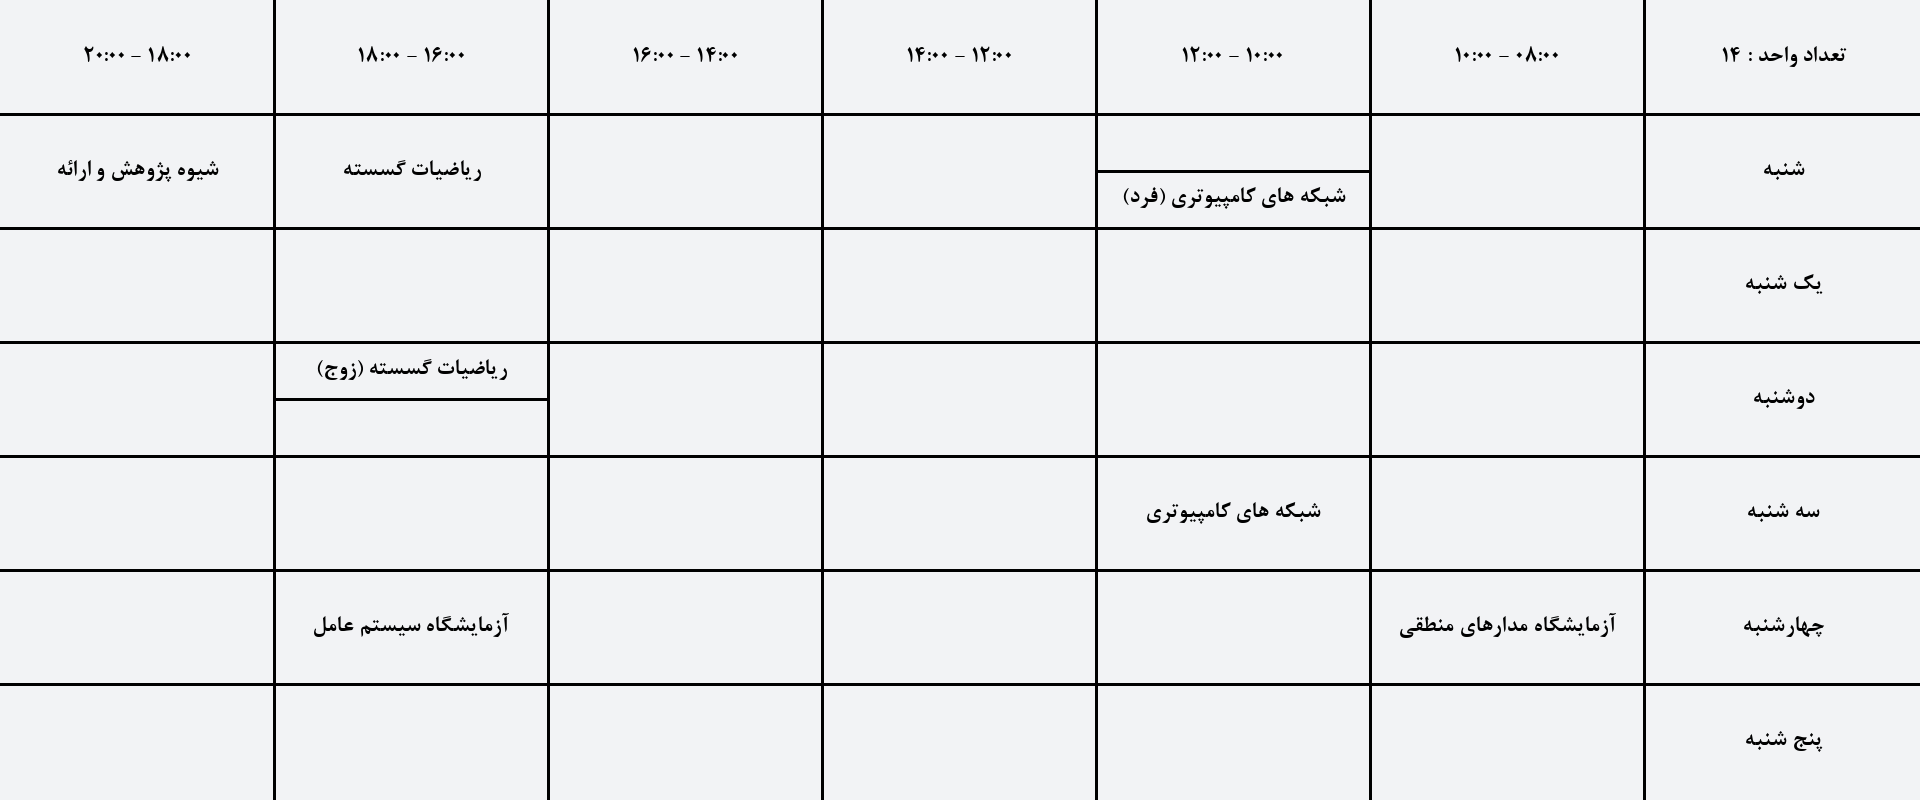 تعداد واحد : ۱۴
۰۸:۰۰ - ۱۰:۰۰
۱۰:۰۰ - ۱۲:۰۰
۱۲:۰۰ - ۱۴:۰۰
۱۴:۰۰ - ۱۶:۰۰
۱۶:۰۰ - ۱۸:۰۰
۱۸:۰۰ - ۲۰:۰۰
شنبه
شبکه های کامپیوتری (فرد)
ریاضیات گسسته
شیوه پژوهش و ارائه
یک شنبه
دوشنبه
ریاضیات گسسته (زوج)
سه شنبه
شبکه های کامپیوتری
چهارشنبه
آزمایشگاه مدارهای منطقی
آزمایشگاه سیستم عامل
پنج شنبه